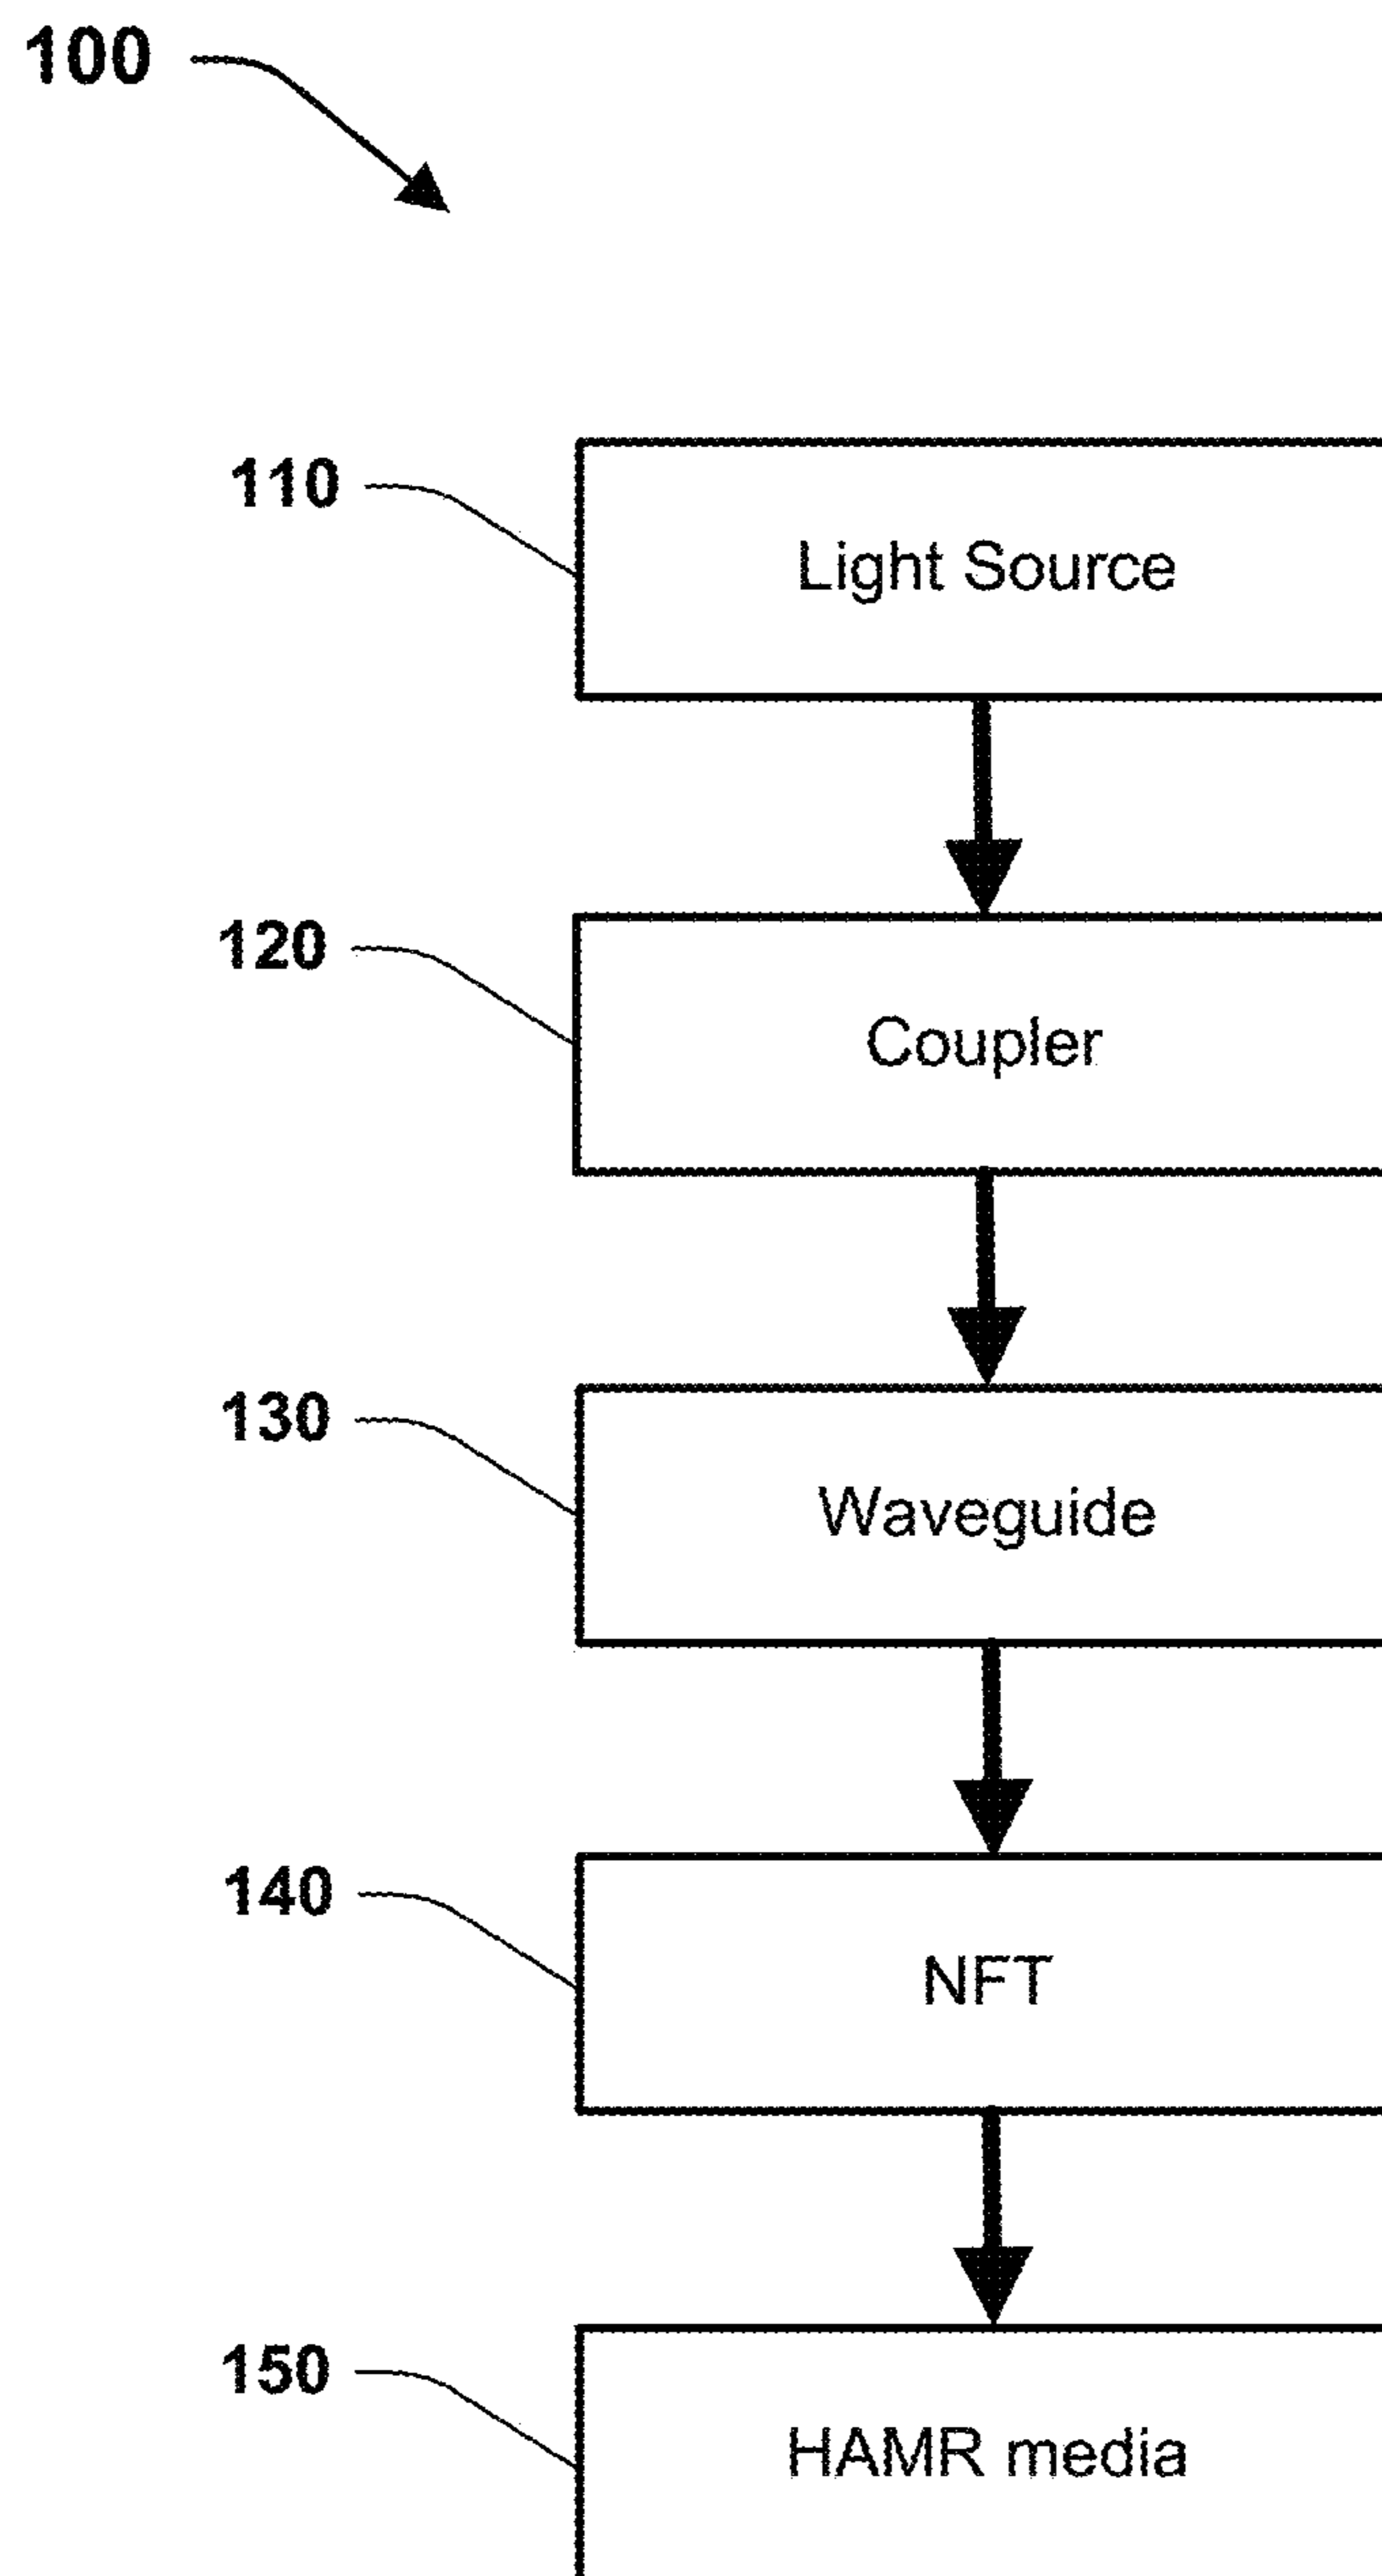 100
110
Light Source
120
Coupler
130
Waveguide
140
NFT
150
HAMR media